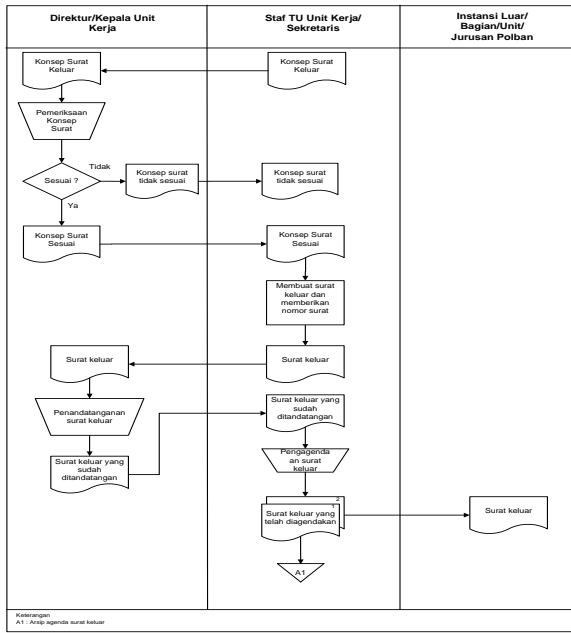 Direktur/Kepala Unit
Kerja
Staf TU Unit Kerja/
Sekretaris
Instansi Luar/
Bagian/Unit/
Jurusan Polban
Konsep Surat
Keluar
Konsep Surat
Keluar
Pemeriksaan
Konsep
Surat
Sesuai ?
Tidak
Ya
Konsep surat
tidak sesuai
Konsep surat
tidak sesuai
Konsep Surat
Sesuai
Konsep Surat
Sesuai
Membuat surat
keluar dan
memberikan
nomor surat
Surat keluar
Surat keluar
Penandatanganan
surat keluar
Surat keluar yang
sudah
ditandatangan
Surat keluar yang
sudah
ditandatangan
Pengagenda
an surat
keluar
2
1
Surat keluar yang
telah diagendakan
Surat keluar
A1
Keterangan
A1 : Arsip agenda surat keluar